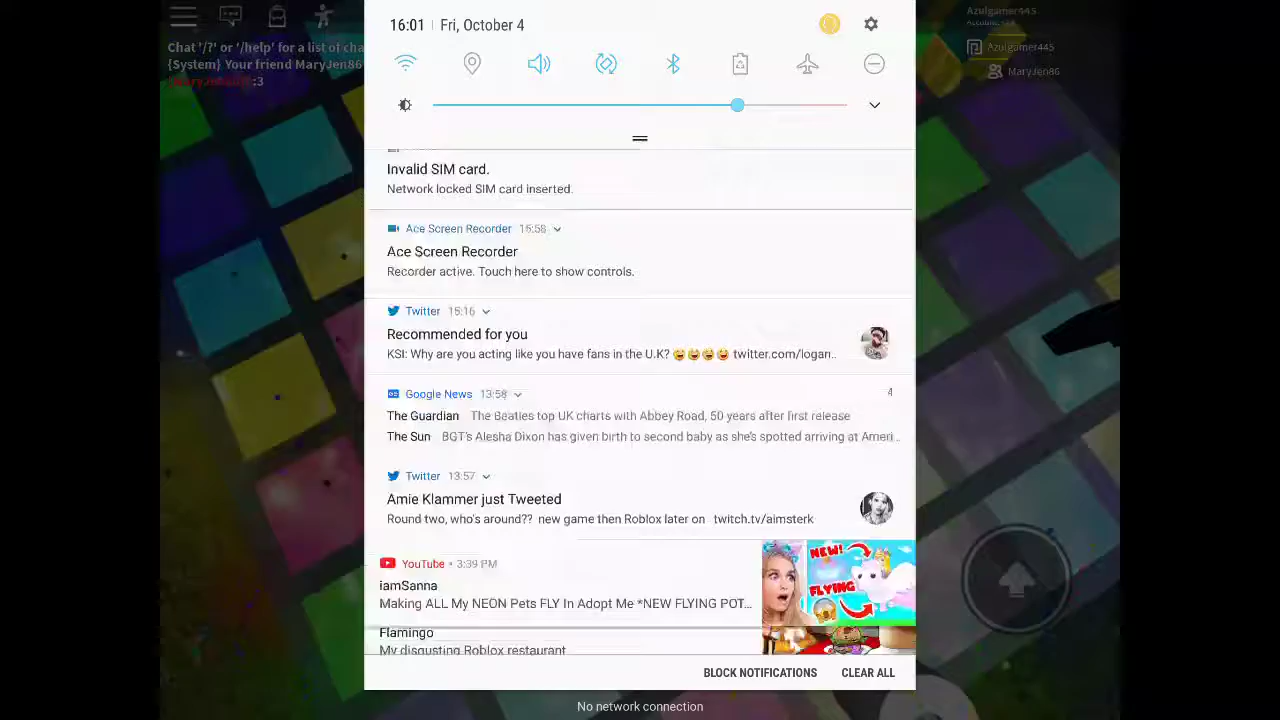 16:01 Fri, October 4
Azulgamer445
Chat '/?' or '/help' for a list of cha
{System} Your friend MaryJen86
:3
Azulgamer445
MaryJen86
Invalid SIM card.
Network locked SIM card inserted.
Ace Screen Recorder 15:58
Ace Screen Recorder
Recorder active. Touch here to show controls.
Twitter 15:16
Recommended for you
KSI: Why are you acting like you have fans in the U.K? 😂😂😂😂 twitter.com/logan..
Google News 13:58 4
The Guardian The Beatles top UK charts with Abbey Road, 50 years after first release
The Sun BGT's Alesha Dixon has given birth to second baby as she's spotted arriving at Ameri..
Twitter 13:57
Amie Klammer just Tweeted
Round two, who's around?? new game then Roblox later on twitch.tv/aimsterk
YouTube • 3:39 PM
iamSanna
Making ALL My NEON Pets FLY In Adopt Me *NEW FLYING POT...
NEW!
FLYING
Flamingo
My disgusting Roblox restaurant
BLOCK NOTIFICATIONS CLEAR ALL
No network connection